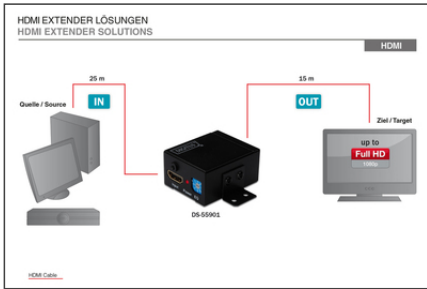 HDMI EXTENDER LÖSUNGEN
HDMI EXTENDER SOLUTIONS
HDMI
25 m
15 m
IN
OUT
Quelle / Source
Ziel / Target
up to
Full HD
1080p
DS-55901
HDMI Cable